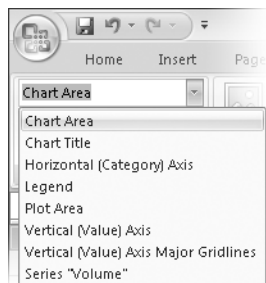 Home Insert Page
Chart Area
Chart Area
Chart Title
Horizontal (Category) Axis
Legend
Plot Area
Vertical (Value) Axis
Vertical (Value) Axis Major Gridlines
Series "Volume"